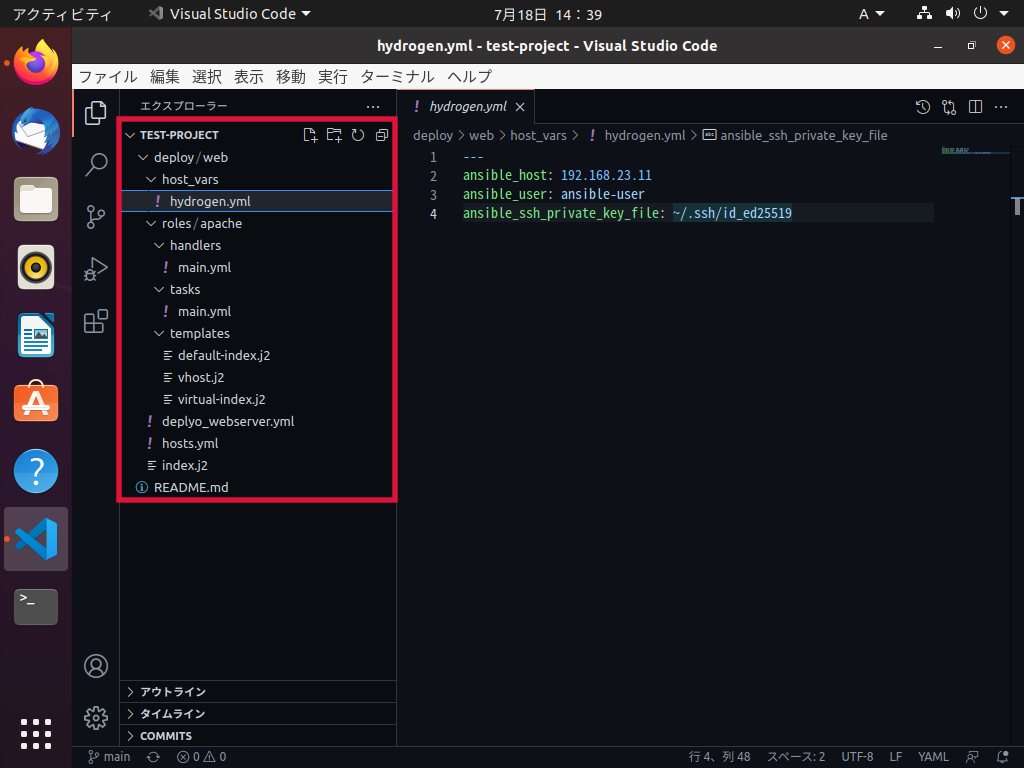 アクティビティ Visual Studio Code 7月18日 14：39 A
hydrogen.yml - test-project - Visual Studio Code
ファイル 編集 選択 表示 移動 実行 ターミナル ヘルプ
エクスプローラー ...
TEST-PROJECT
deploy/web
host_vars
! hydrogen.yml
roles/apache
handlers
! main.yml
tasks
! main.yml
templates
default-index.j2
vhost.j2
virtual-index.j2
! deplyo_webserver.yml
! hosts.yml
index.j2
README.md
アウトライン
タイムライン
COMMITS
! hydrogen.yml
deploy > web > host_vars > ! hydrogen.yml > abc ansible_ssh_private_key_file
1 ---
2 ansible_host: 192.168.23.11
3 ansible_user: ansible-user
4 ansible_ssh_private_key_file: ~/.ssh/id_ed25519
main 0 0 行 4、列 48 スペース: 2 UTF-8 LF YAML